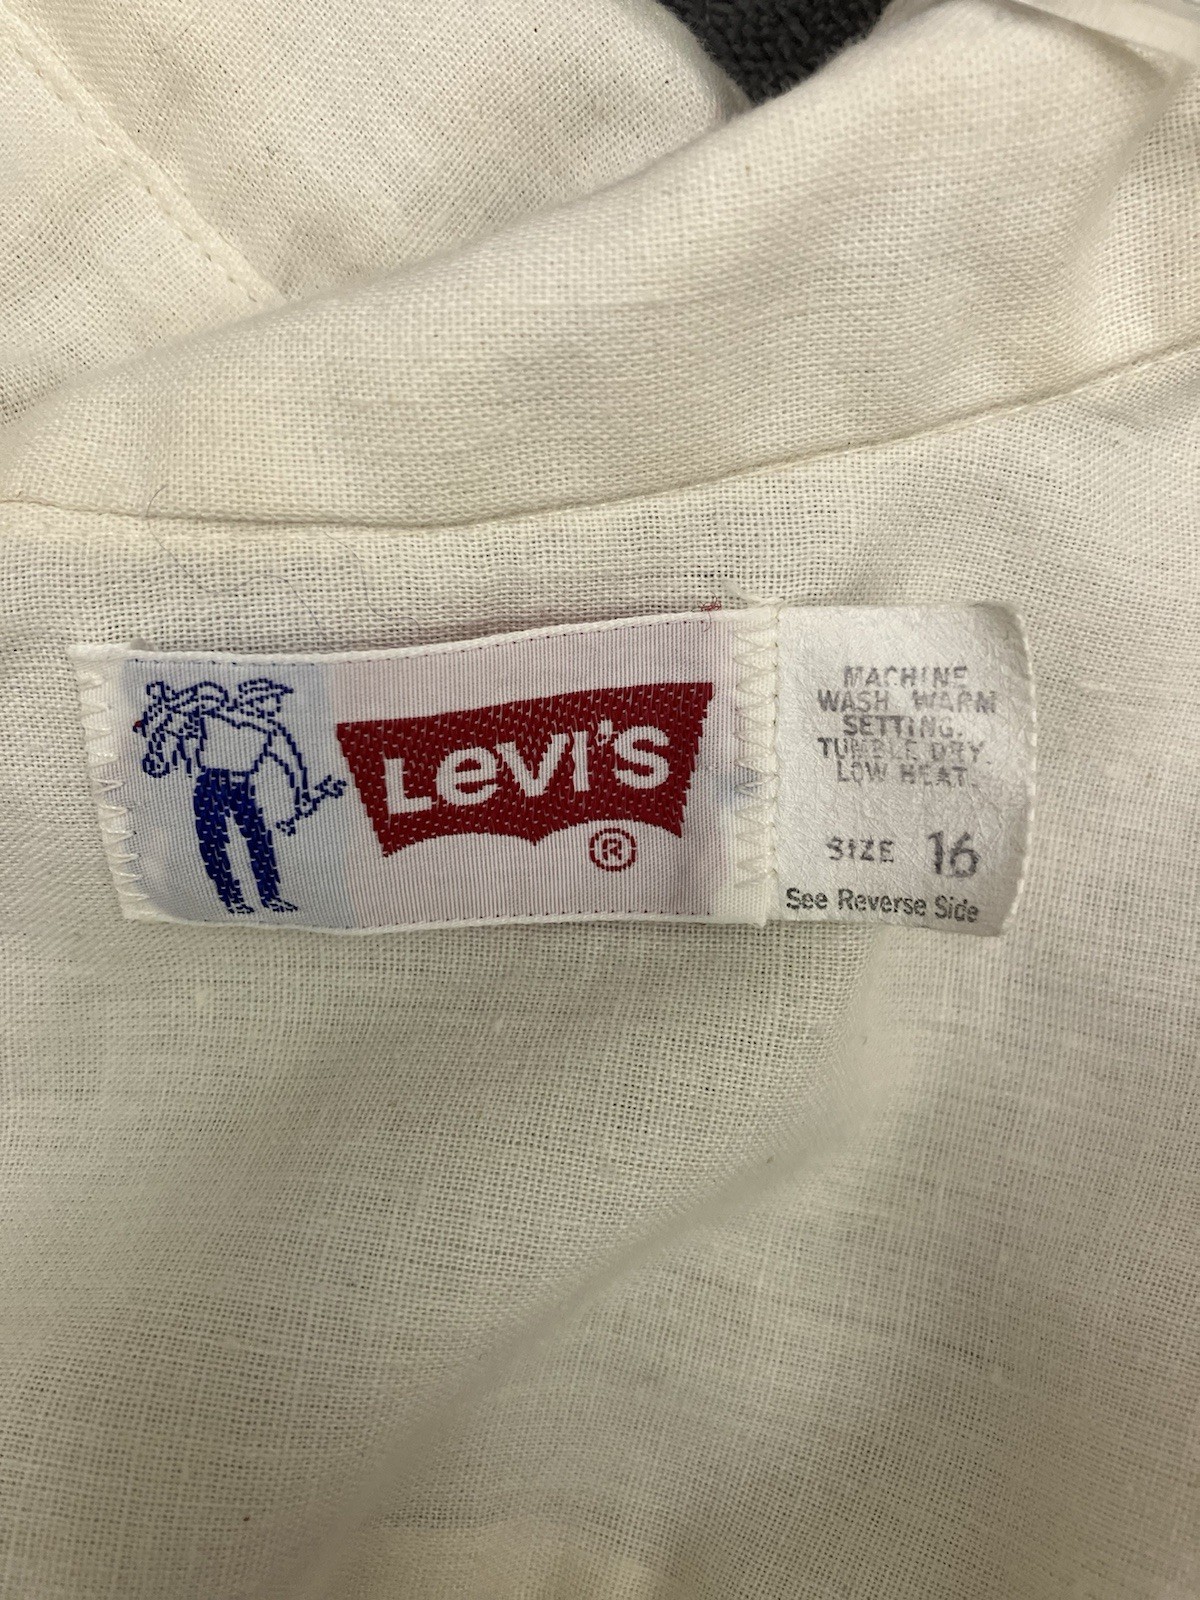 Levi's
®
MACHINE
WASH WARM
SETTING.
TUMBLE DRY.
LOW HEAT.
SIZE 16
See Reverse Side